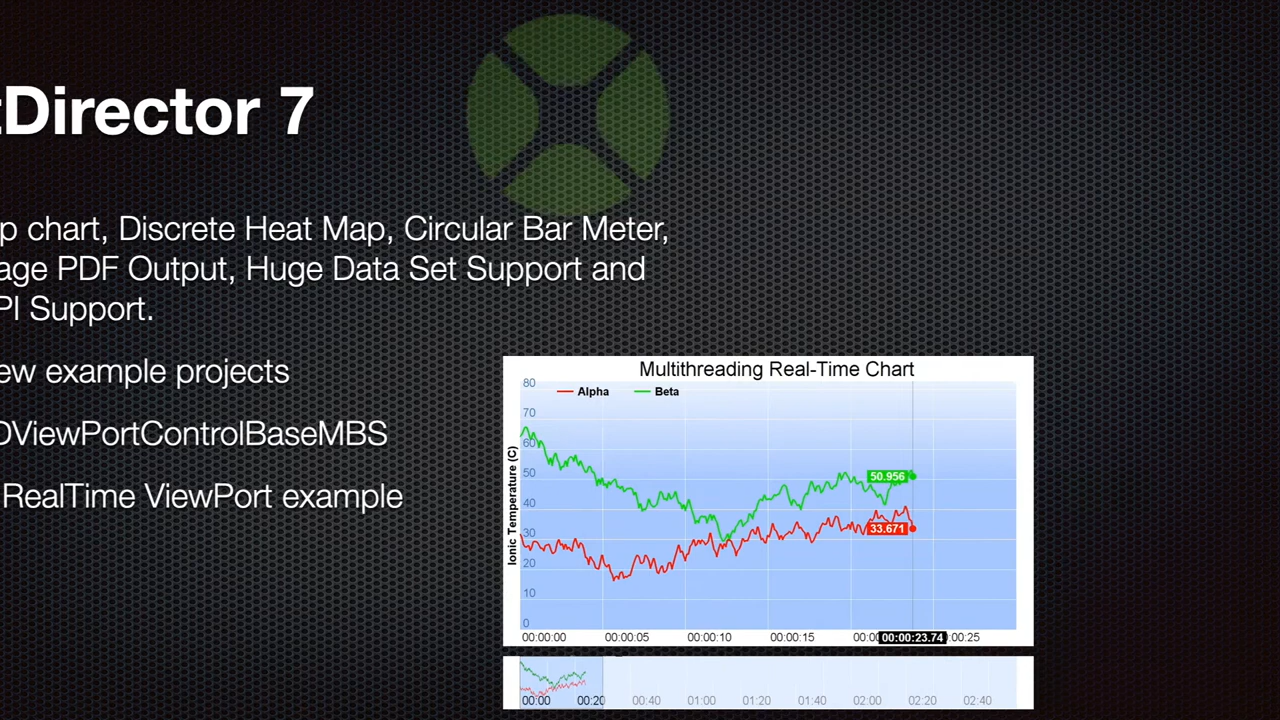 tDirector 7
p chart, Discrete Heat Map, Circular Bar Meter,
age PDF Output, Huge Data Set Support and
PI Support.
ew example projects
DViewPortControlBaseMBS
RealTime ViewPort example
Multithreading Real-Time Chart
Alpha
Beta
80
70
60
50
40
30
20
10
0
Ionic Temperature (C)
50.956
33.671
00:00:00 00:00:05 00:00:10 00:00:15 00:00 00:00:23.74 :00:25
00:00 00:20 00:40 01:00 01:20 01:40 02:00 02:20 02:40